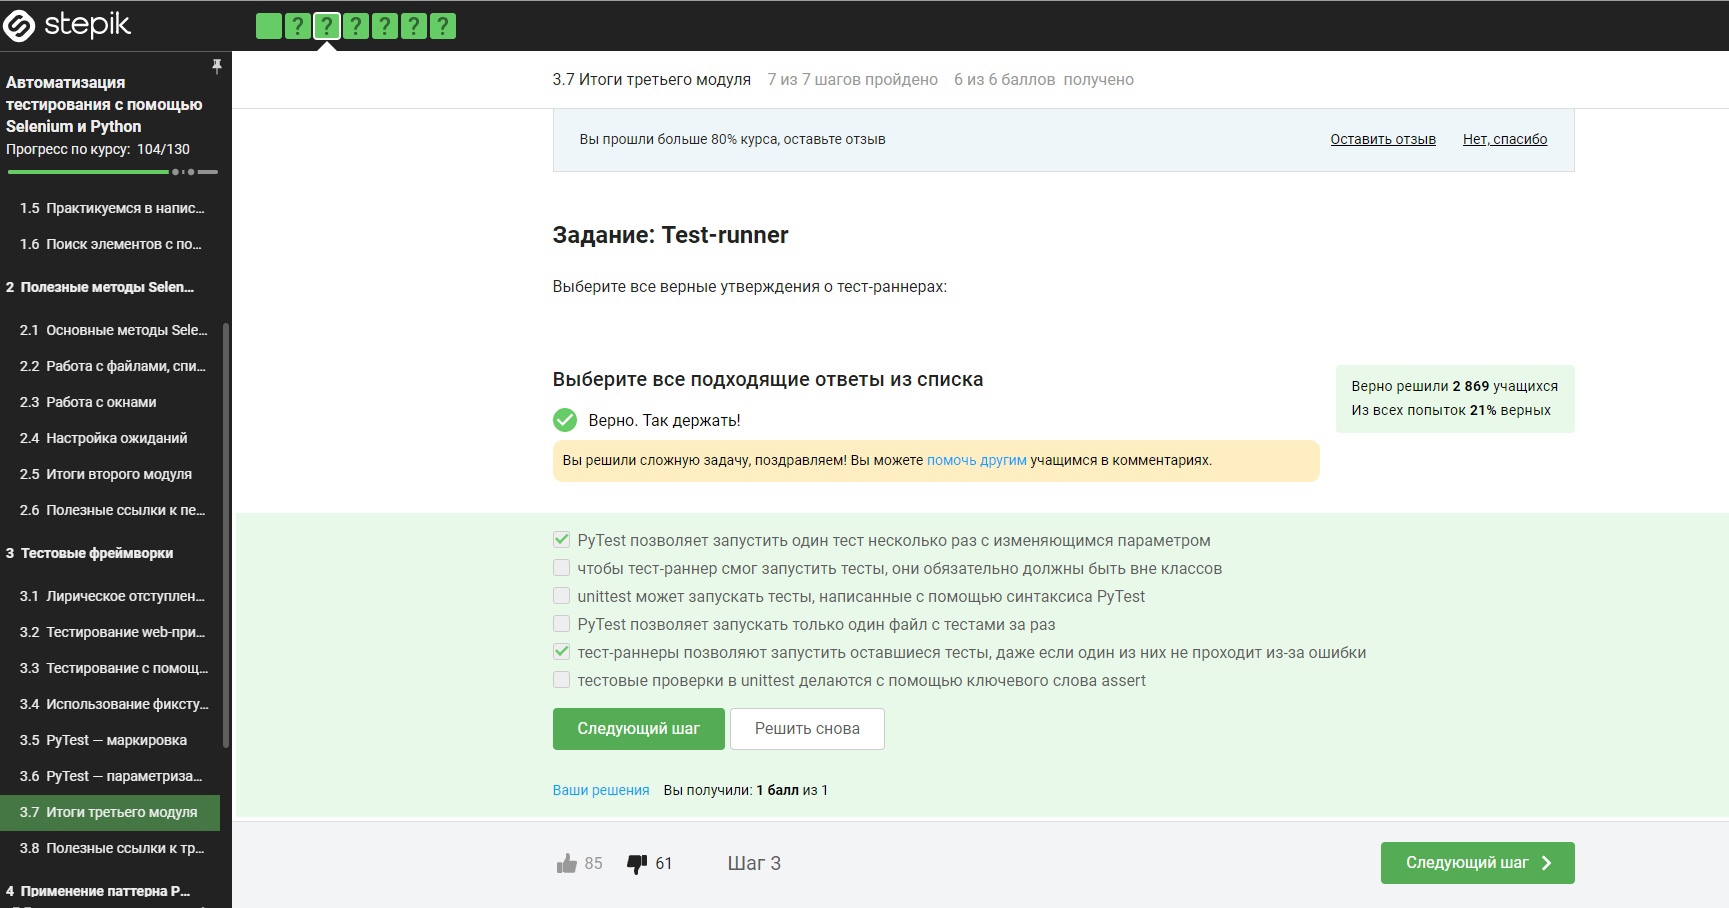 stepik
? ? ? ? ? ?
Автоматизация
тестирования с помощью
Selenium и Python
Прогресс по курсу: 104/130
1.5 Практикуемся в напис...
1.6 Поиск элементов с по...
2 Полезные методы Selen...
2.1 Основные методы Sele...
2.2 Работа с файлами, спи...
2.3 Работа с окнами
2.4 Настройка ожиданий
2.5 Итоги второго модуля
2.6 Полезные ссылки к пе...
3 Тестовые фреймворки
3.1 Лирическое отступлен...
3.2 Тестирование web-при...
3.3 Тестирование с помощ...
3.4 Использование фиксту...
3.5 PyTest — маркировка
3.6 PyTest — параметриза...
3.7 Итоги третьего модуля
3.8 Полезные ссылки к тр...
4 Применение паттерна P...
3.7 Итоги третьего модуля 7 из 7 шагов пройдено 6 из 6 баллов получено
Вы прошли больше 80% курса, оставьте отзыв Оставить отзыв Нет, спасибо
Задание: Test-runner
Выберите все верные утверждения о тест-раннерах:
Выберите все подходящие ответы из списка
Верно. Так держать!
Вы решили сложную задачу, поздравляем! Вы можете помочь другим учащимся в комментариях.
Верно решили 2 869 учащихся
Из всех попыток 21% верных
PyTest позволяет запустить один тест несколько раз с изменяющимся параметром
чтобы тест-раннер смог запустить тесты, они обязательно должны быть вне классов
unittest может запускать тесты, написанные с помощью синтаксиса PyTest
PyTest позволяет запускать только один файл с тестами за раз
тест-раннеры позволяют запустить оставшиеся тесты, даже если один из них не проходит из-за ошибки
тестовые проверки в unittest делаются с помощью ключевого слова assert
Следующий шаг Решить снова
Ваши решения Вы получили: 1 балл из 1
85 61 Шаг 3 Следующий шаг